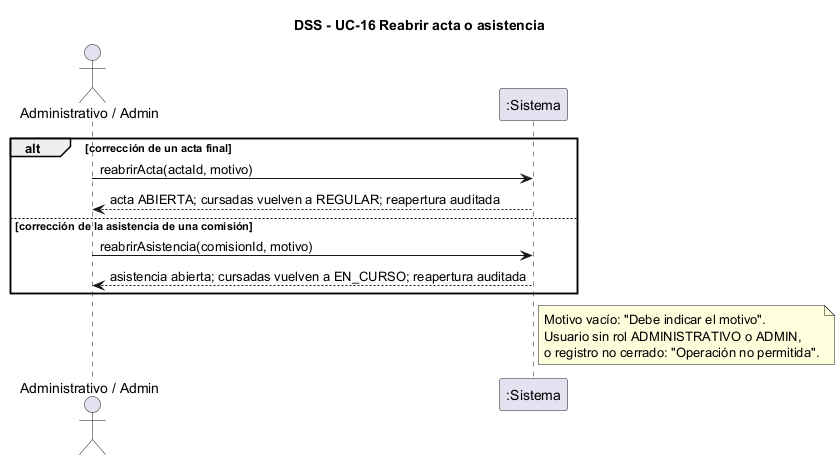 DSS - UC-16 Reabrir acta o asistencia
Administrativo / Admin
:Sistema
alt
[corrección de un acta final]
reabrirActa(actaId, motivo)
acta ABIERTA; cursadas vuelven a REGULAR; reapertura auditada
[corrección de la asistencia de una comisión]
reabrirAsistencia(comisionId, motivo)
asistencia abierta; cursadas vuelven a EN_CURSO; reapertura auditada
Motivo vacío: "Debe indicar el motivo".
Usuario sin rol ADMINISTRATIVO o ADMIN,
o registro no cerrado: "Operación no permitida".
Administrativo / Admin
:Sistema